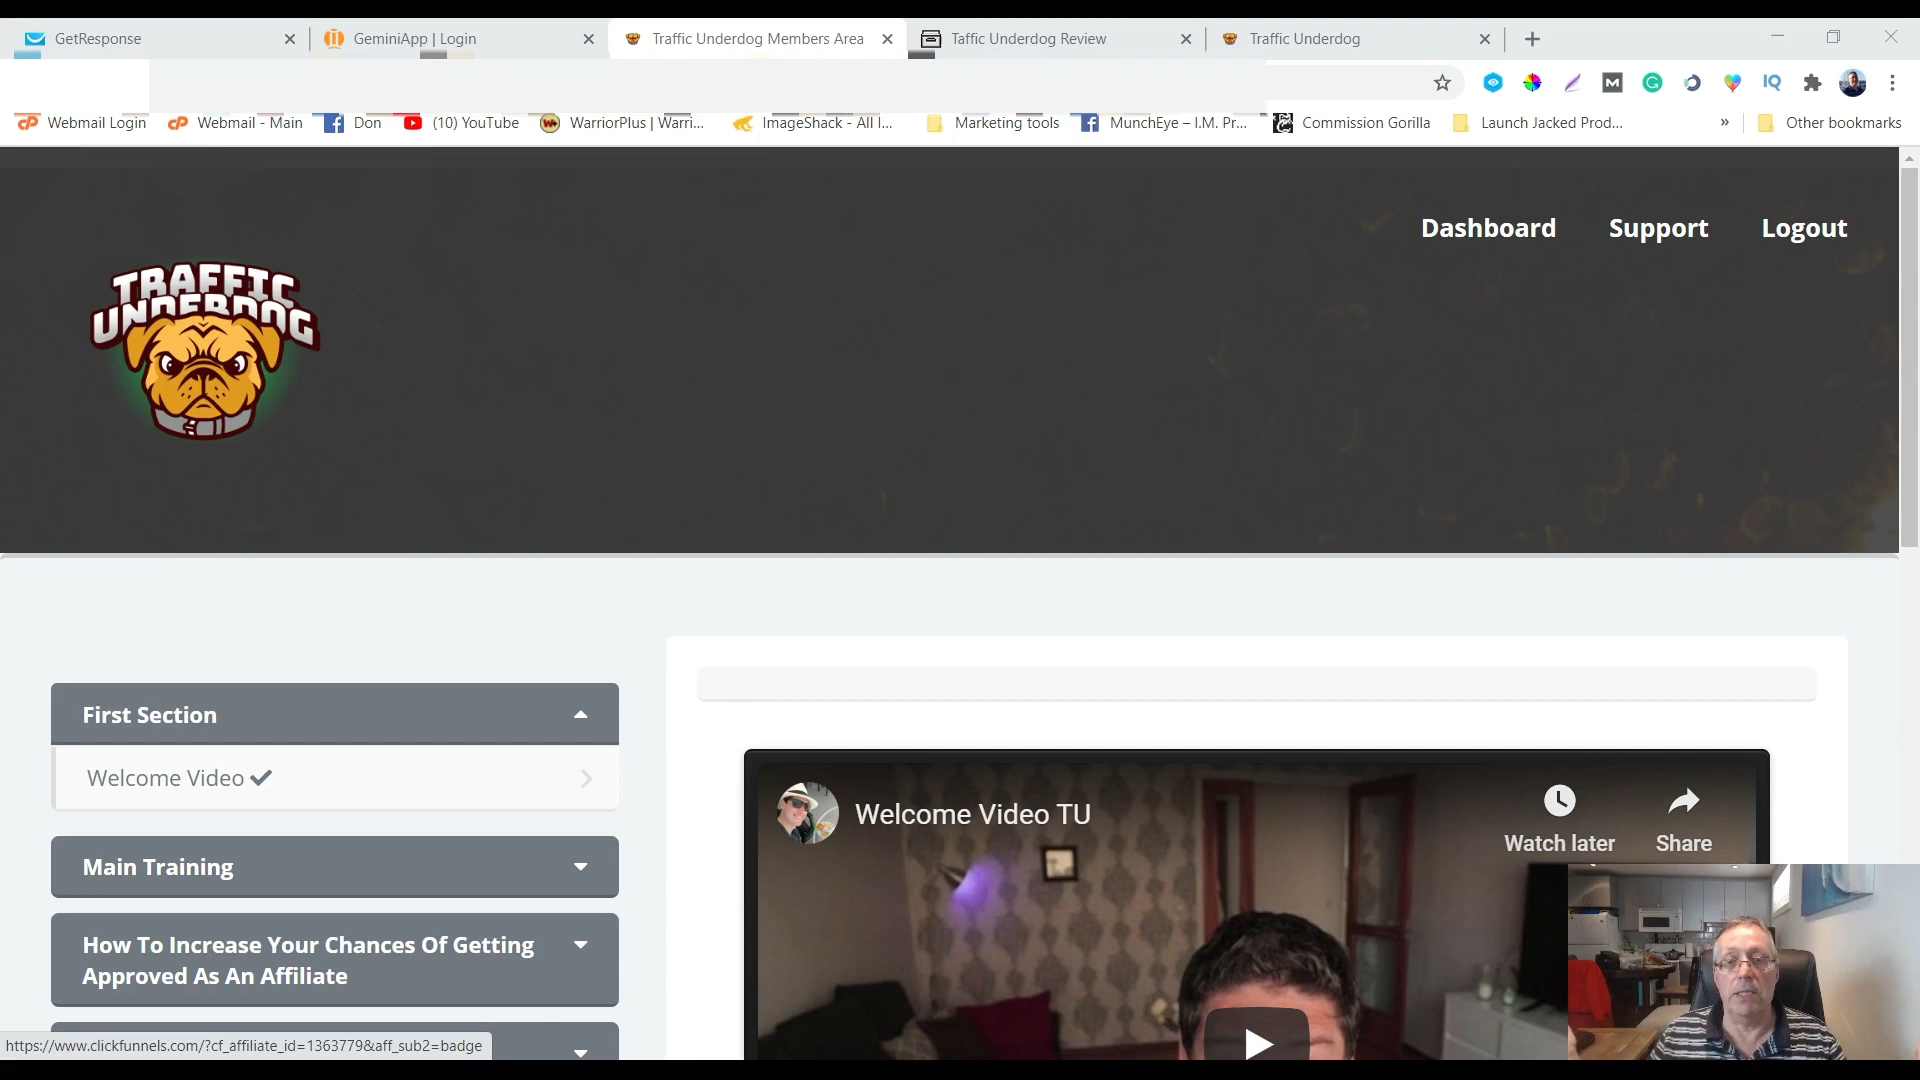 GetResponse
GeminiApp | Login
Traffic Underdog Members Area
Taffic Underdog Review
Traffic Underdog
Webmail Login
Webmail - Main
Don
(10) YouTube
WarriorPlus | Warri...
ImageShack - All I...
Marketing tools
MunchEye – I.M. Pr...
Commission Gorilla
Launch Jacked Prod...
»
Other bookmarks
Dashboard
Support
Logout
TRAFFIC
UNDERDOG
First Section
Welcome Video
Main Training
How To Increase Your Chances Of Getting
Approved As An Affiliate
Welcome Video TU
Watch later
Share
https://www.clickfunnels.com/?cf_affiliate_id=1363779&aff_sub2=badge